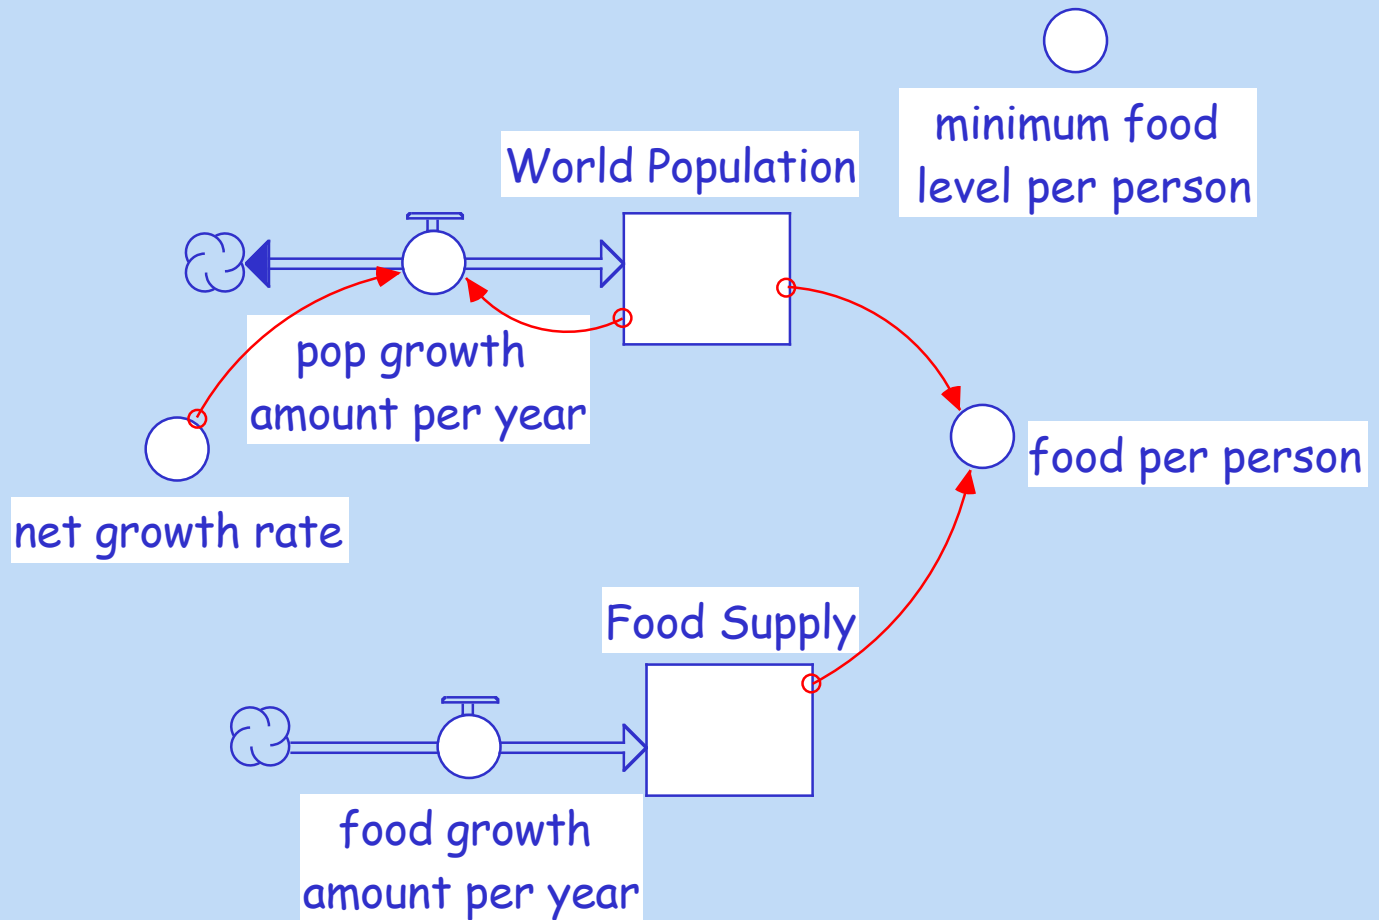 minimum food
level per person
World Population
pop growth
amount per year
food per person
net growth rate
Food Supply
food growth
amount per year